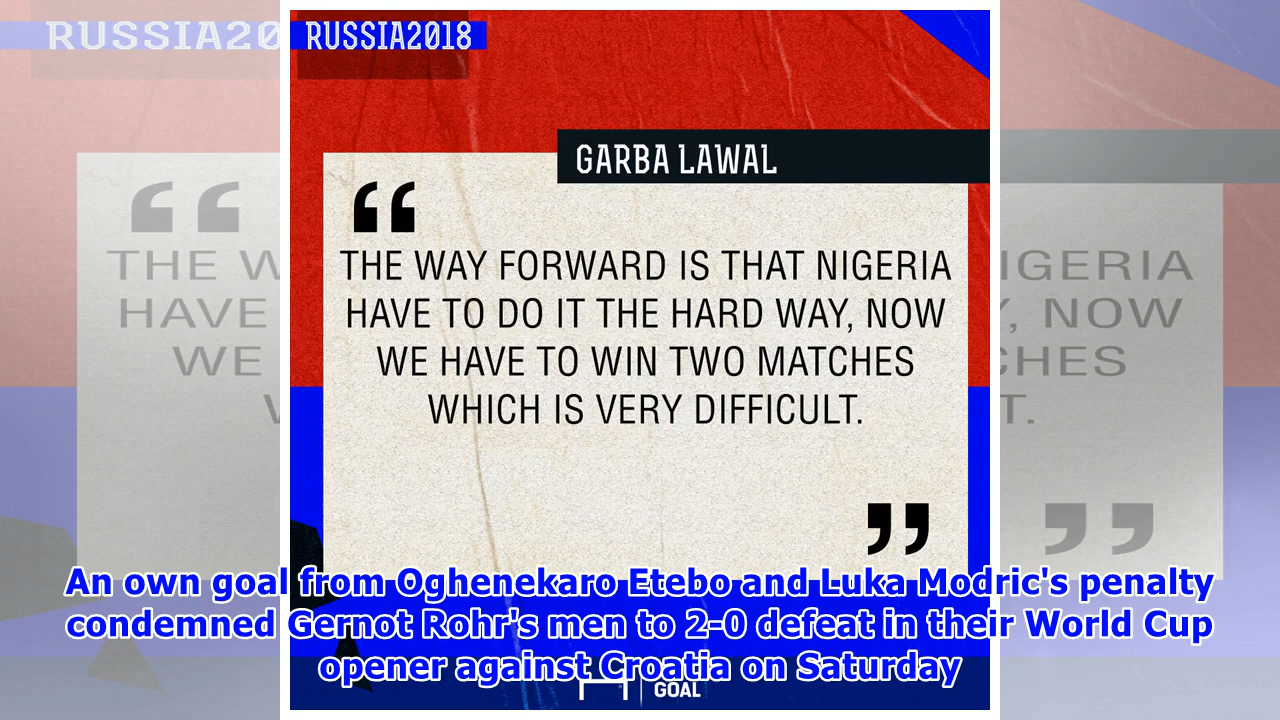 RUSSIA20
RUSSIA2018
GARBA LAWAL
“
THE WAY FORWARD IS THAT NIGERIA
HAVE TO DO IT THE HARD WAY, NOW
WE HAVE TO WIN TWO MATCHES
WHICH IS VERY DIFFICULT.
”
An own goal from Oghenekaro Etebo and Luka Modric's penalty
condemned Gernot Rohr's men to 2-0 defeat in their World Cup
opener against Croatia on Saturday
GOAL